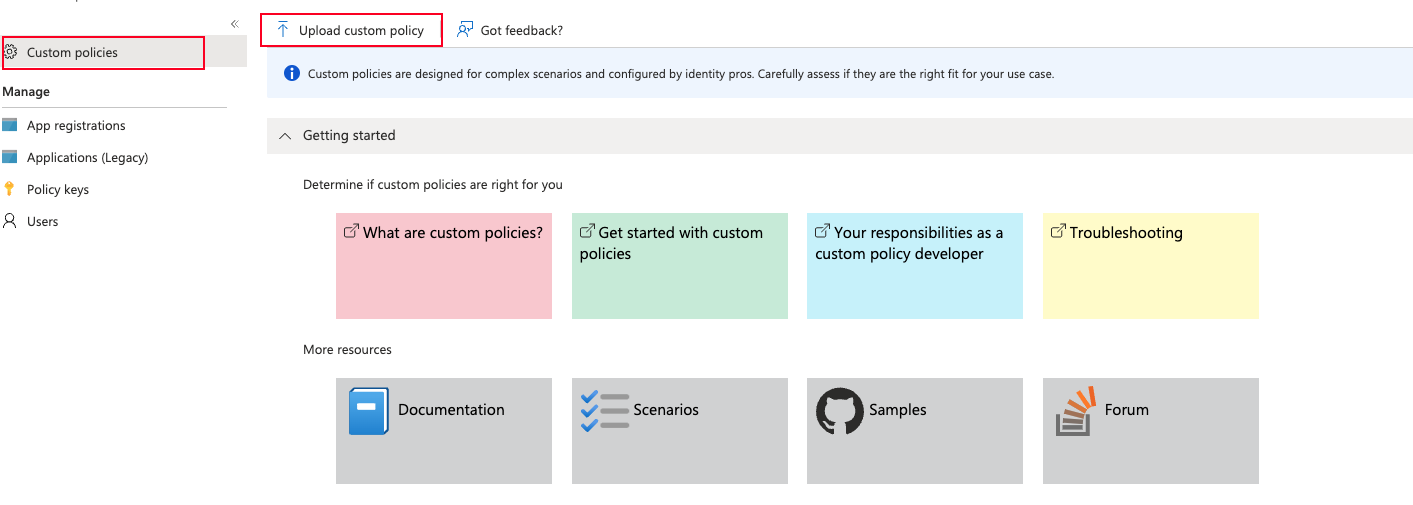 «
Custom policies
Manage
App registrations
Applications (Legacy)
Policy keys
Users
Upload custom policy
Got feedback?
Custom policies are designed for complex scenarios and configured by identity pros. Carefully assess if they are the right fit for your use case.
Getting started
Determine if custom policies are right for you
What are custom policies?
Get started with custom
policies
Your responsibilities as a
custom policy developer
Troubleshooting
More resources
Documentation
Scenarios
Samples
Forum